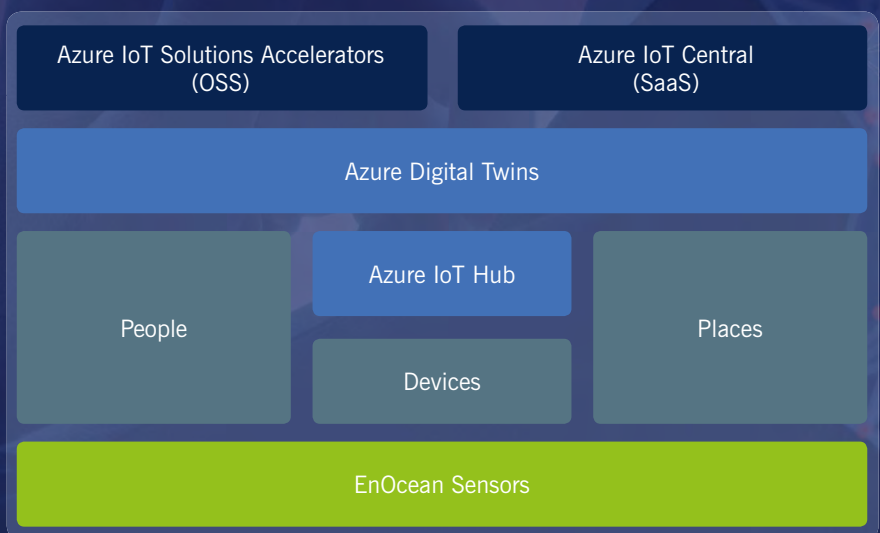 Azure IoT Solutions Accelerators
(OSS)
Azure IoT Central
(SaaS)
Azure Digital Twins
People
Azure IoT Hub
Devices
Places
EnOcean Sensors